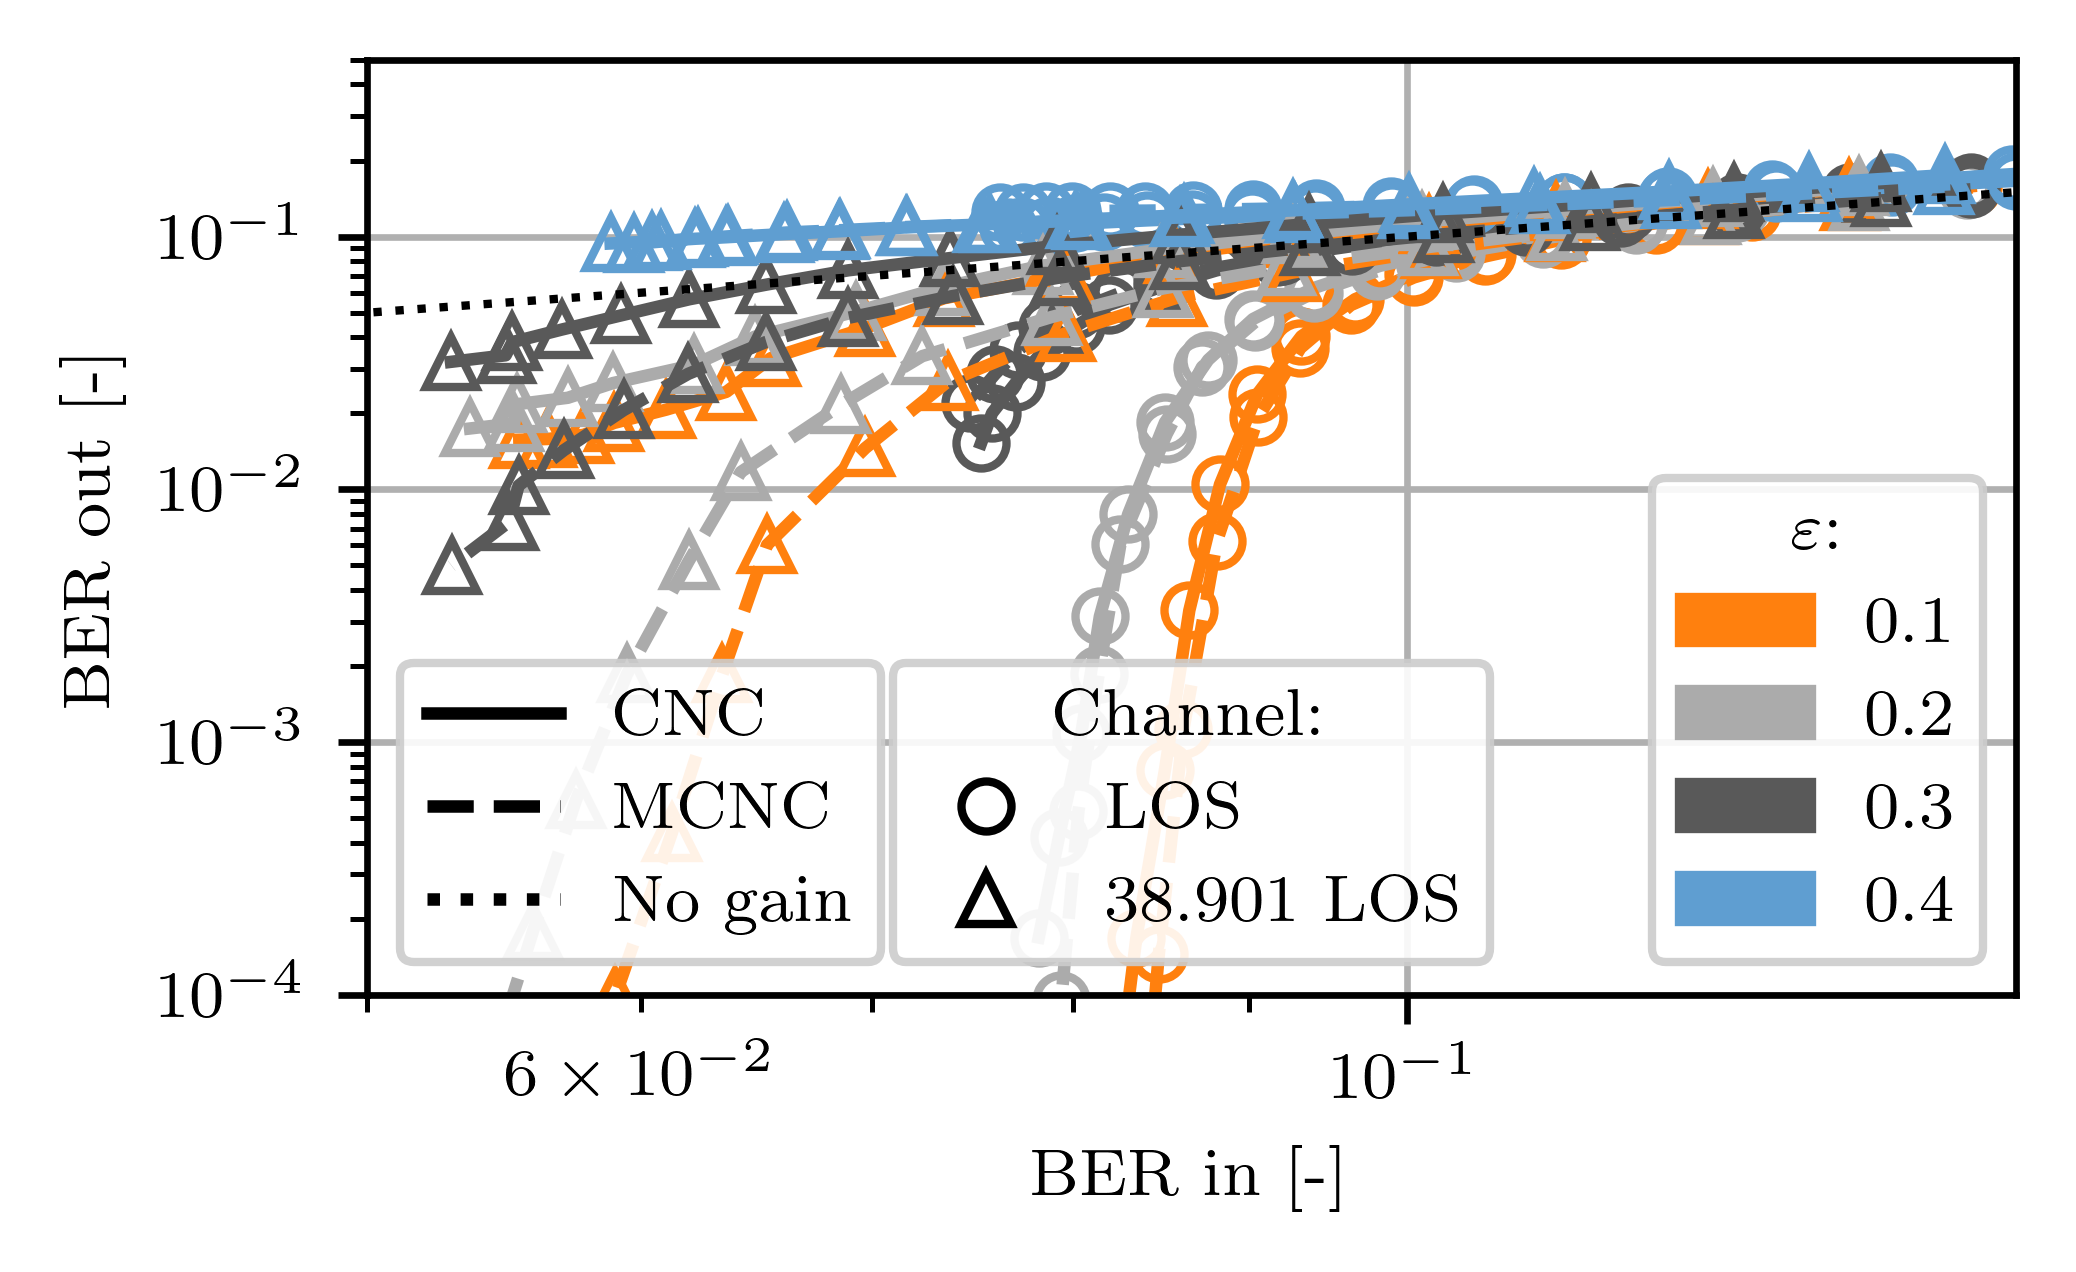 BER out [-]
10⁻¹
10⁻²
10⁻³
10⁻⁴
CNC
MCNC
No gain
Channel:
LOS
38.901 LOS
ε:
0.1
0.2
0.3
0.4
6 × 10⁻²
10⁻¹
BER in [-]